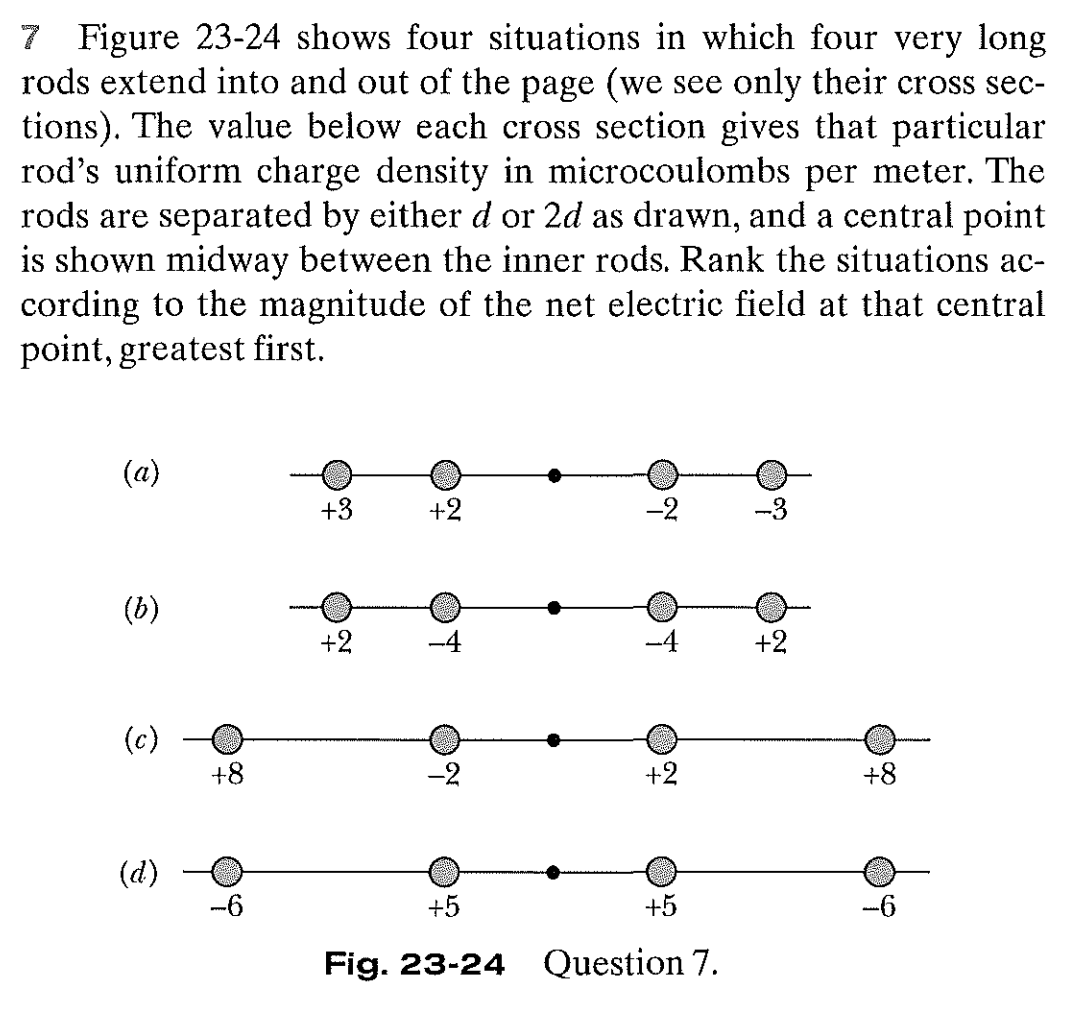 7 Figure 23-24 shows four situations in which four very long
rods extend into and out of the page (we see only their cross sec-
tions). The value below each cross section gives that particular
rod's uniform charge density in microcoulombs per meter. The
rods are separated by either d or 2d as drawn, and a central point
is shown midway between the inner rods. Rank the situations ac-
cording to the magnitude of the net electric field at that central
point, greatest first.
(a)
+3 +2 −2 −3
(b)
+2 −4 −4 +2
(c)
+8 −2 +2 +8
(d)
−6 +5 +5 −6
Fig. 23-24 Question 7.